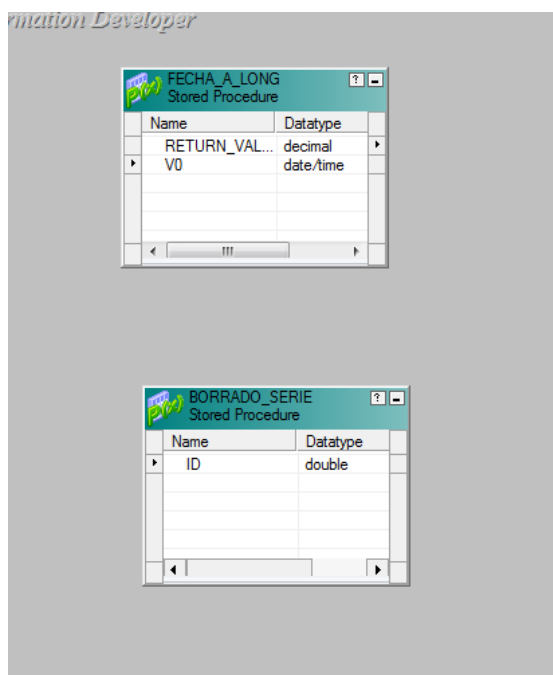 rmation Developer
FECHA_A_LONG
Stored Procedure
Name Datatype
RETURN_VAL... decimal
V0 date/time
BORRADO_SERIE
Stored Procedure
Name Datatype
ID double